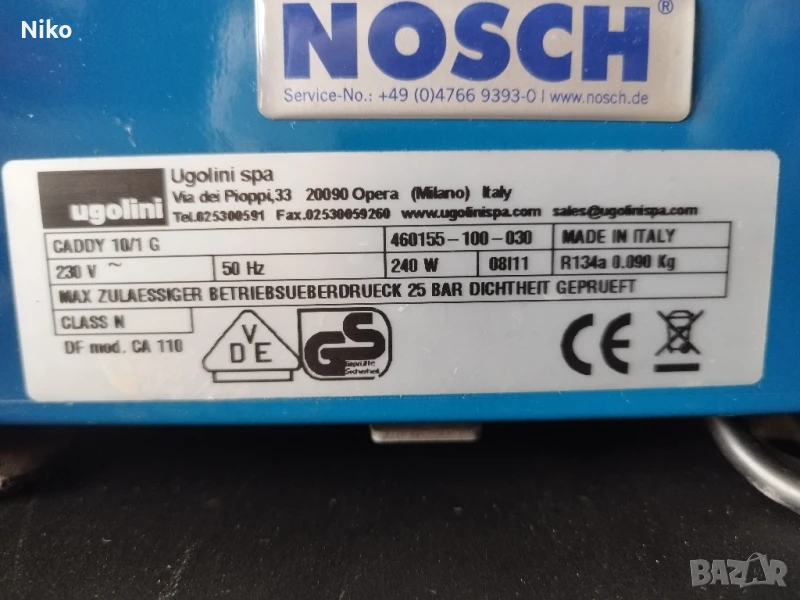 Niko
NOSCH®
Service-No.: +49 (0)4766 9393-0 | www.nosch.de
ugolini
Ugolini spa
Via dei Pioppi,33 20090 Opera (Milano) Italy
Tel.025300591 Fax.02530059260 www.ugolinispa.com sales@ugolinispa.com
CADDY 10/1 G 460155-100-030 MADE IN ITALY
230 V ~ 50 Hz 240 W 08I11 R134a 0.090 Kg
MAX ZULAESSIGER BETRIEBSUEBERDRUECK 25 BAR DICHTHEIT GEPRUEFT
CLASS N
DF mod. CA 110
VDE
GS
Geprüfte
Sicherheit
CE
BAZAR